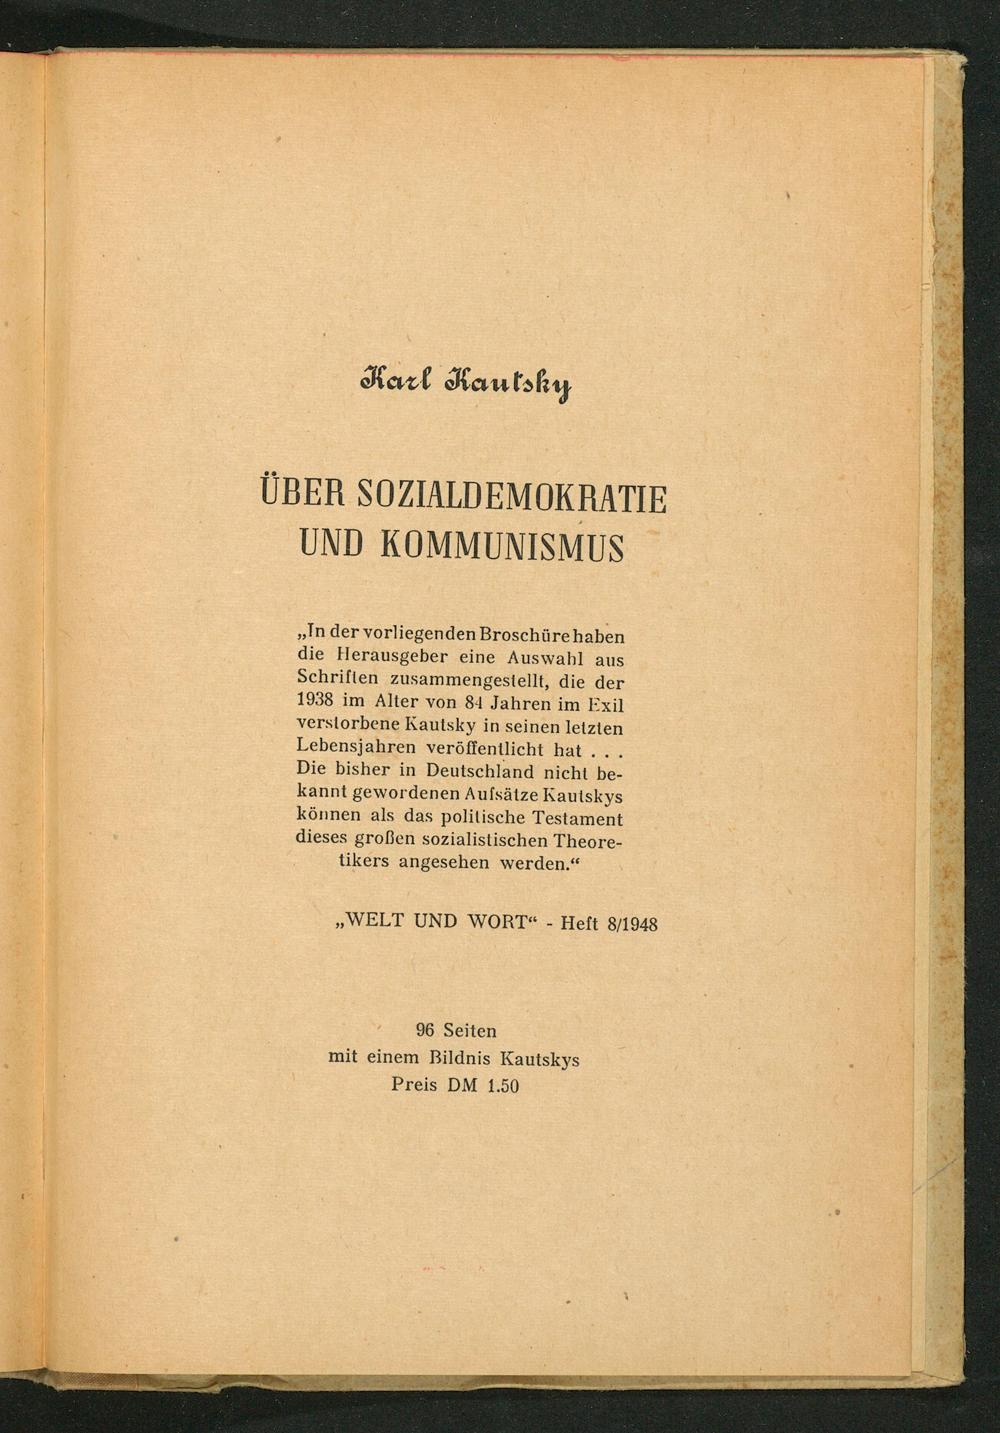 Karl Kautsky
ÜBER SOZIALDEMOKRATIE
UND KOMMUNISMUS
„In der vorliegenden Broschüre haben
die Herausgeber eine Auswahl aus
Schriften zusammengestellt, die der
1938 im Alter von 84 Jahren im Exil
verstorbene Kautsky in seinen letzten
Lebensjahren veröffentlicht hat . . .
Die bisher in Deutschland nicht be-
kannt gewordenen Aufsätze Kautskys
können als das politische Testament
dieses großen sozialistischen Theore-
tikers angesehen werden.“
„WELT UND WORT“ - Heft 8/1948
96 Seiten
mit einem Bildnis Kautskys
Preis DM 1.50